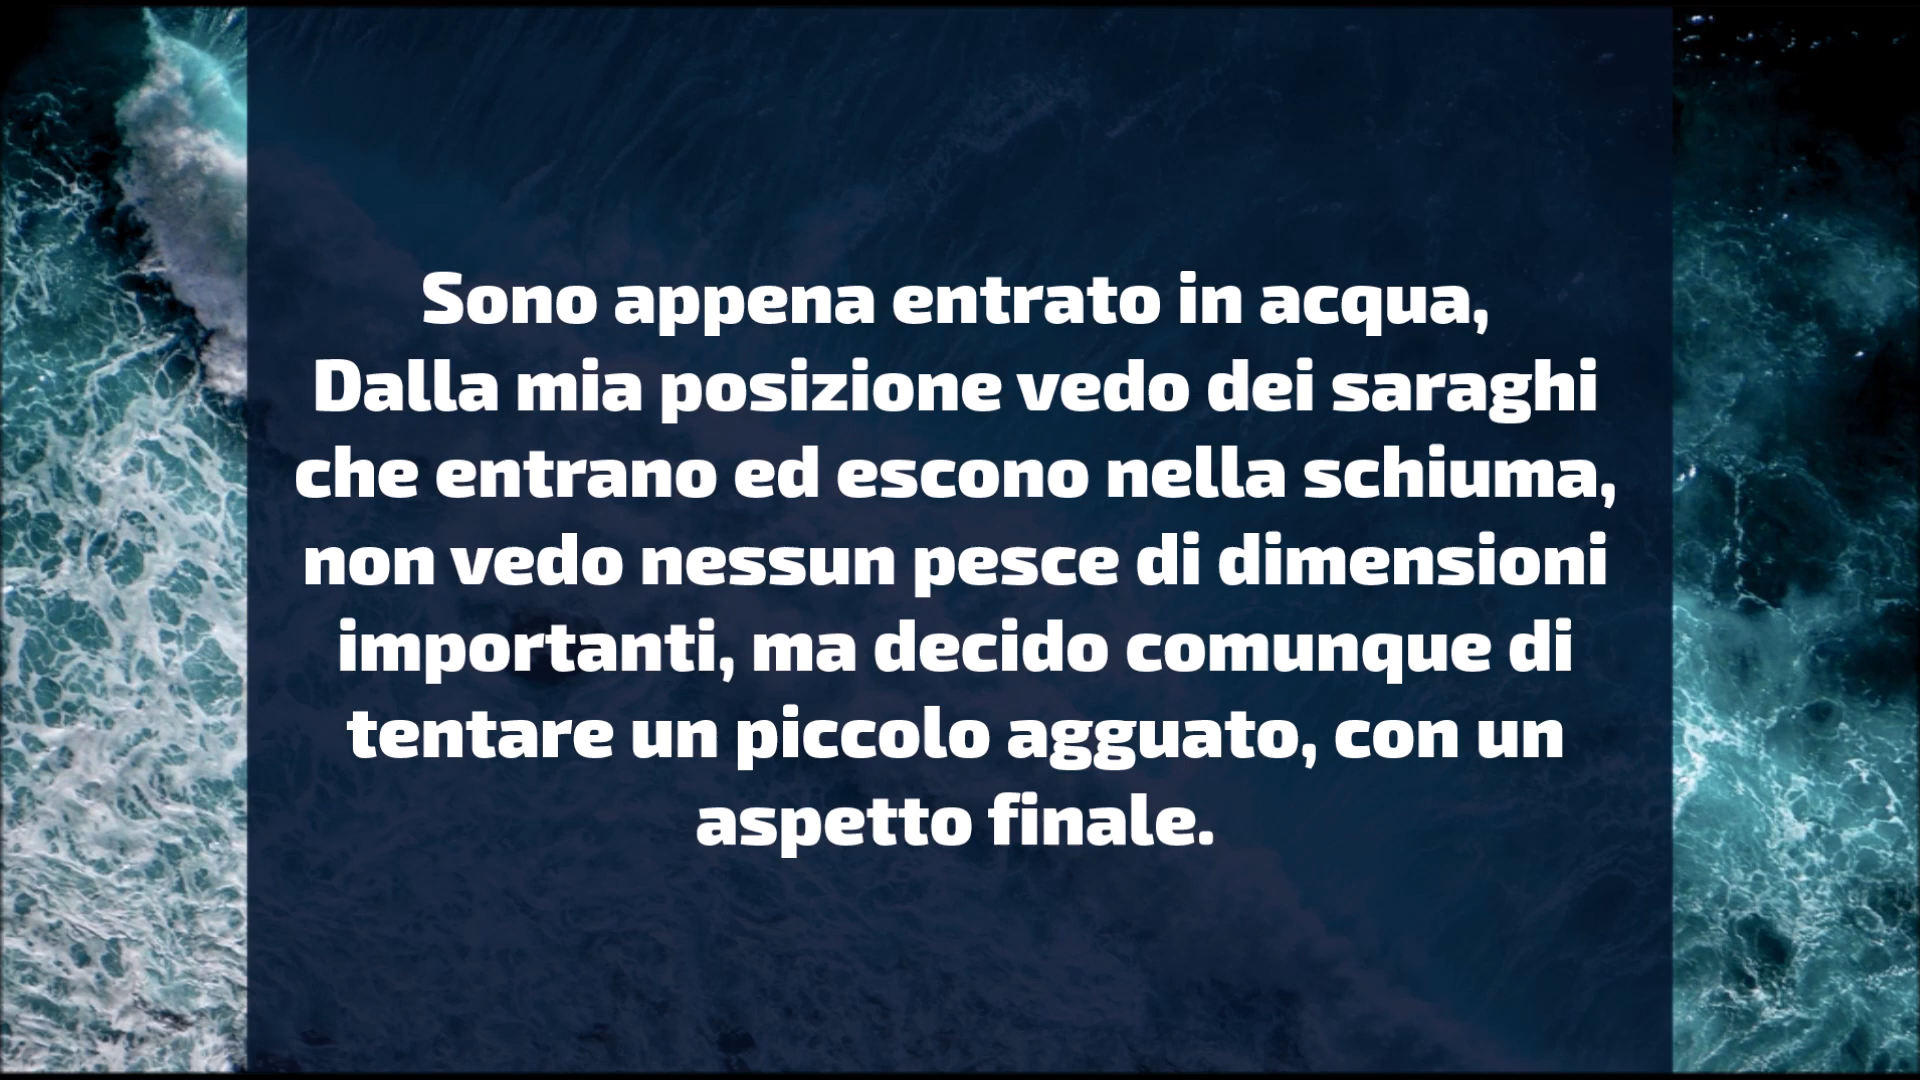 Sono appena entrato in acqua,
Dalla mia posizione vedo dei saraghi
che entrano ed escono nella schiuma,
non vedo nessun pesce di dimensioni
importanti, ma decido comunque di
tentare un piccolo agguato, con un
aspetto finale.